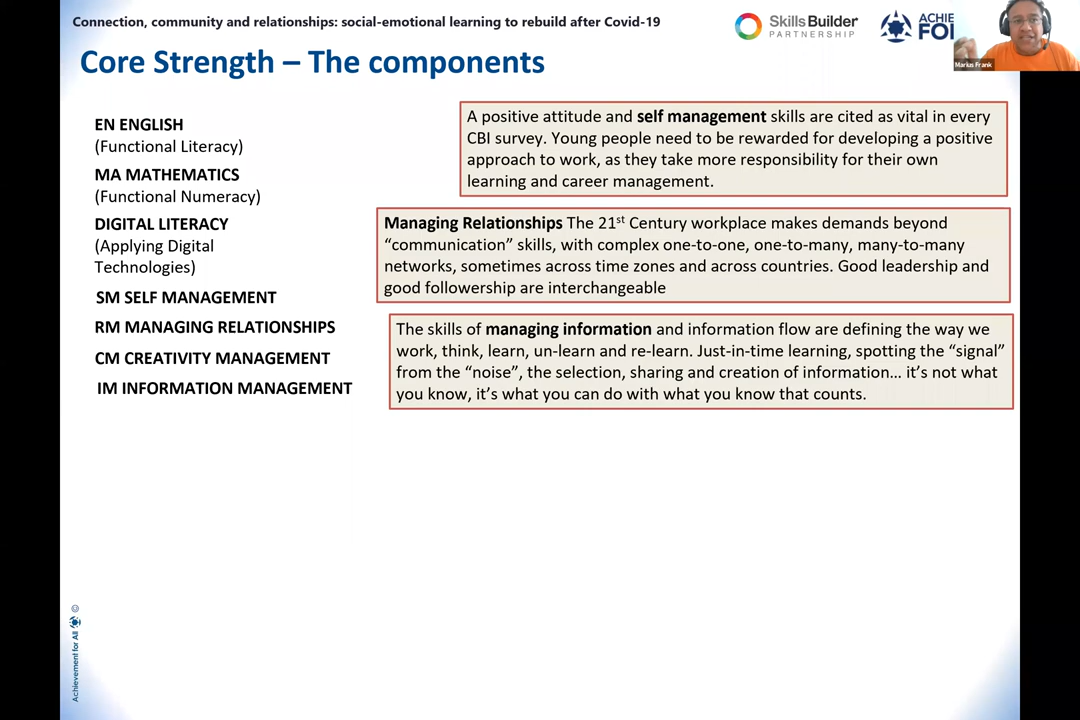 Connection, community and relationships: social-emotional learning to rebuild after Covid-19
SkillsBuilder
PARTNERSHIP
ACHIE
FOI
Marius Frank
Core Strength – The components
EN ENGLISH
(Functional Literacy)
MA MATHEMATICS
(Functional Numeracy)
DIGITAL LITERACY
(Applying Digital
Technologies)
SM SELF MANAGEMENT
RM MANAGING RELATIONSHIPS
CM CREATIVITY MANAGEMENT
IM INFORMATION MANAGEMENT
A positive attitude and self management skills are cited as vital in every
CBI survey. Young people need to be rewarded for developing a positive
approach to work, as they take more responsibility for their own
learning and career management.
Managing Relationships The 21st Century workplace makes demands beyond
“communication” skills, with complex one-to-one, one-to-many, many-to-many
networks, sometimes across time zones and across countries. Good leadership and
good followership are interchangeable
The skills of managing information and information flow are defining the way we
work, think, learn, un-learn and re-learn. Just-in-time learning, spotting the “signal”
from the “noise”, the selection, sharing and creation of information… it’s not what
you know, it’s what you can do with what you know that counts.
Achievement for All ©